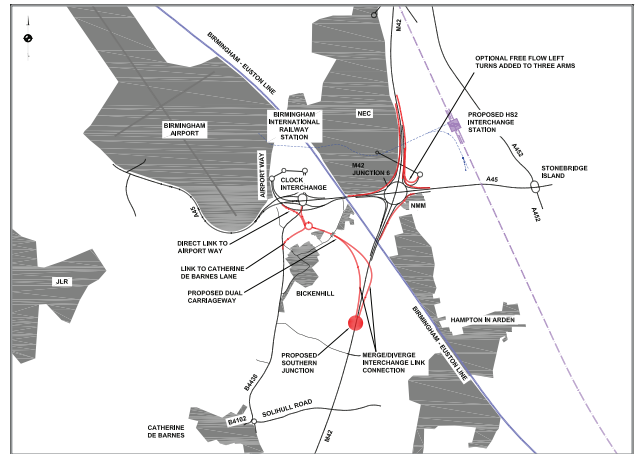 BIRMINGHAM - EUSTON LINE
M42
OPTIONAL FREE FLOW LEFT
TURNS ADDED TO THREE ARMS
NEC
BIRMINGHAM
INTERNATIONAL
RAILWAY
STATION
PROPOSED HS2
INTERCHANGE
STATION
BIRMINGHAM
AIRPORT
A452
M42
JUNCTION 6
STONEBRIDGE
ISLAND
AIRPORT WAY
CLOCK
INTERCHANGE
A45
NMM
A45
A452
DIRECT LINK TO
AIRPORT WAY
LINK TO CATHERINE
DE BARNES LANE
PROPOSED DUAL
CARRIAGEWAY
BICKENHILL
JLR
HAMPTON IN ARDEN
BIRMINGHAM - EUSTON LINE
PROPOSED
SOUTHERN
JUNCTION
MERGE/DIVERGE
INTERCHANGE LINK
CONNECTION
B4438
SOLIHULL ROAD
B4102
CATHERINE
DE BARNES
M42